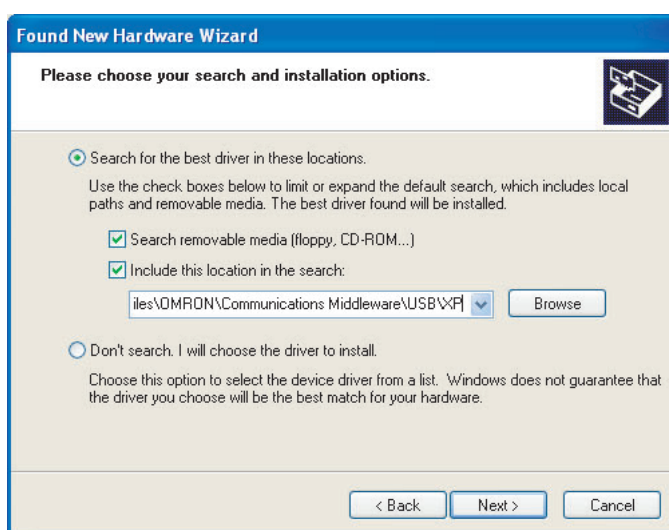 Found New Hardware Wizard
Please choose your search and installation options.
Search for the best driver in these locations.
Use the check boxes below to limit or expand the default search, which includes local
paths and removable media. The best driver found will be installed.
Search removable media (floppy, CD-ROM...)
Include this location in the search:
iles\OMRON\Communications Middleware\USB\XP
Browse
Don't search. I will choose the driver to install.
Choose this option to select the device driver from a list. Windows does not guarantee that
the driver you choose will be the best match for your hardware.
< Back
Next >
Cancel